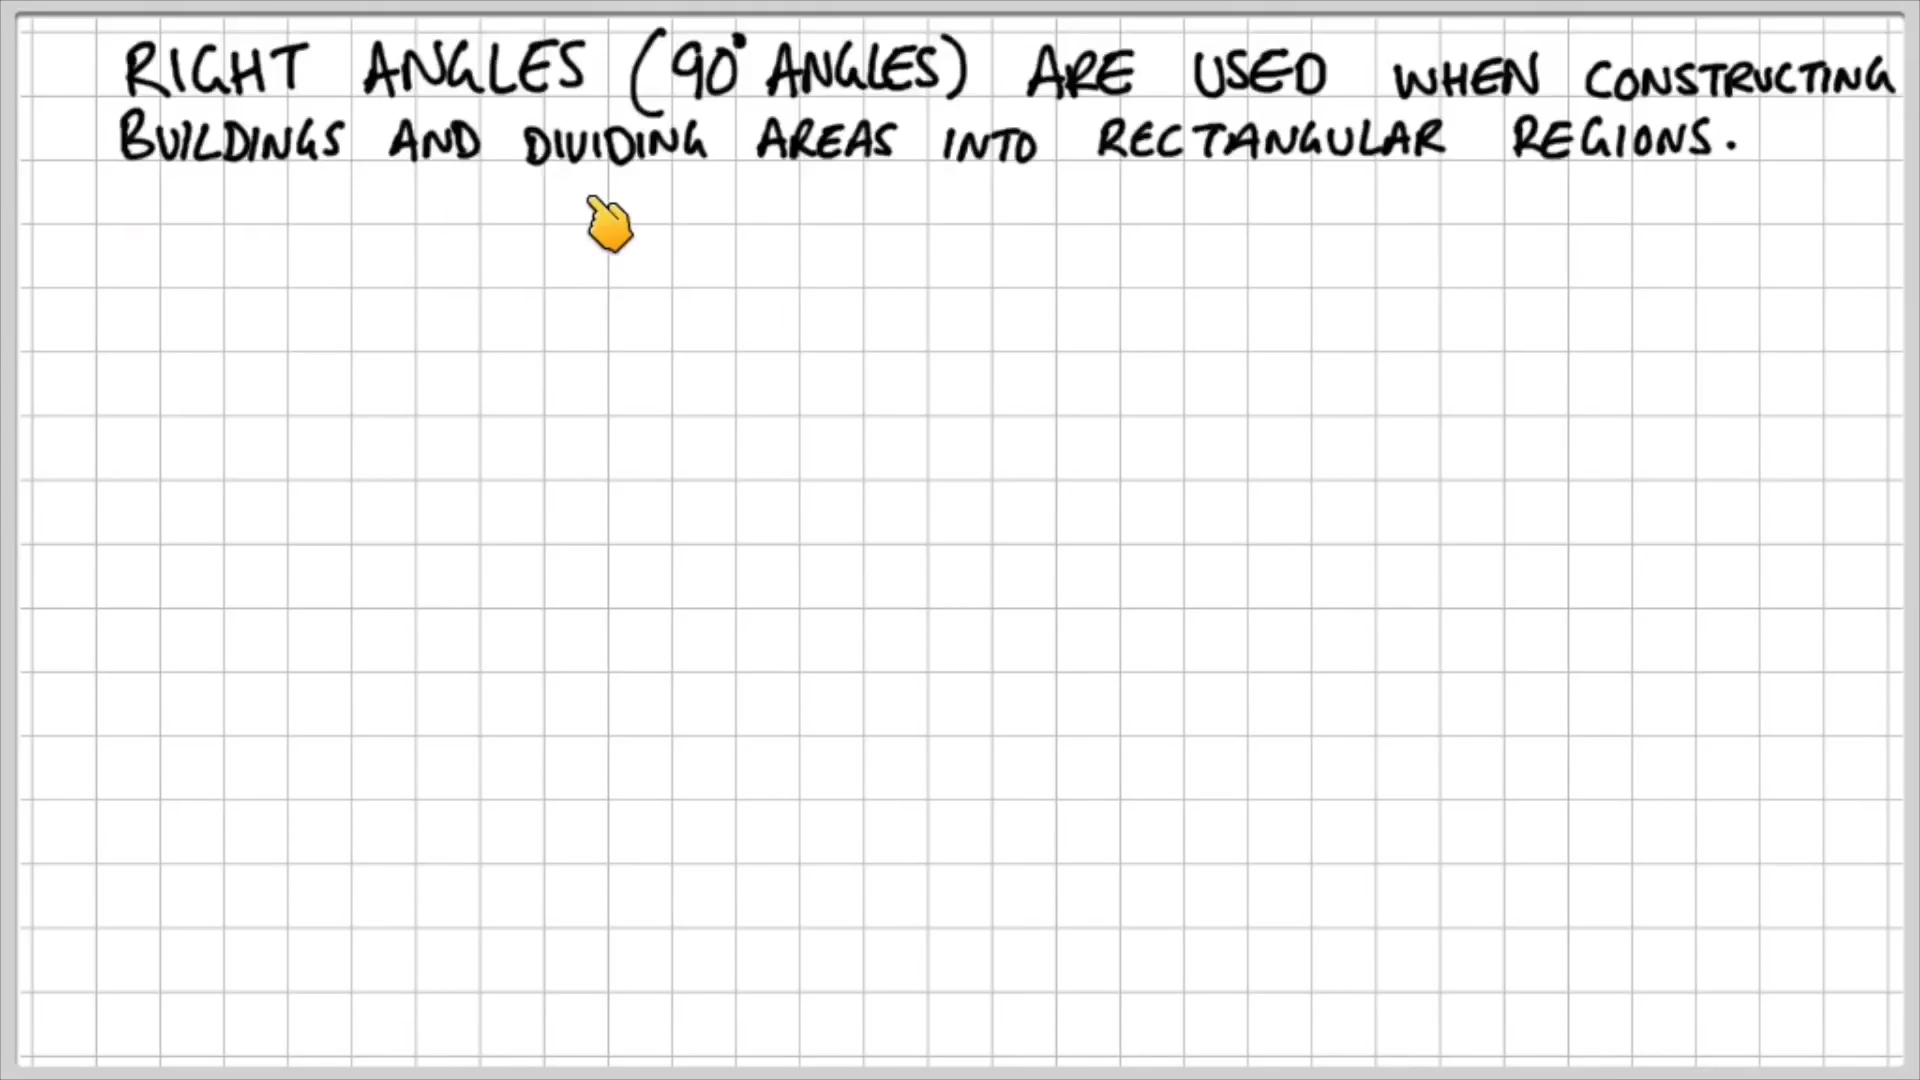 RIGHT ANGLES (90° ANGLES) ARE USED WHEN CONSTRUCTING
BUILDINGS AND DIVIDING AREAS INTO RECTANGULAR REGIONS.